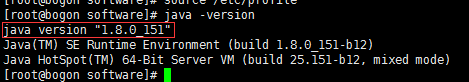 [root@bogon software]# source /etc/profile
[root@bogon software]# java -version
java version "1.8.0_151"
Java(TM) SE Runtime Environment (build 1.8.0_151-b12)
Java HotSpot(TM) 64-Bit Server VM (build 25.151-b12, mixed mode)
[root@bogon software]#